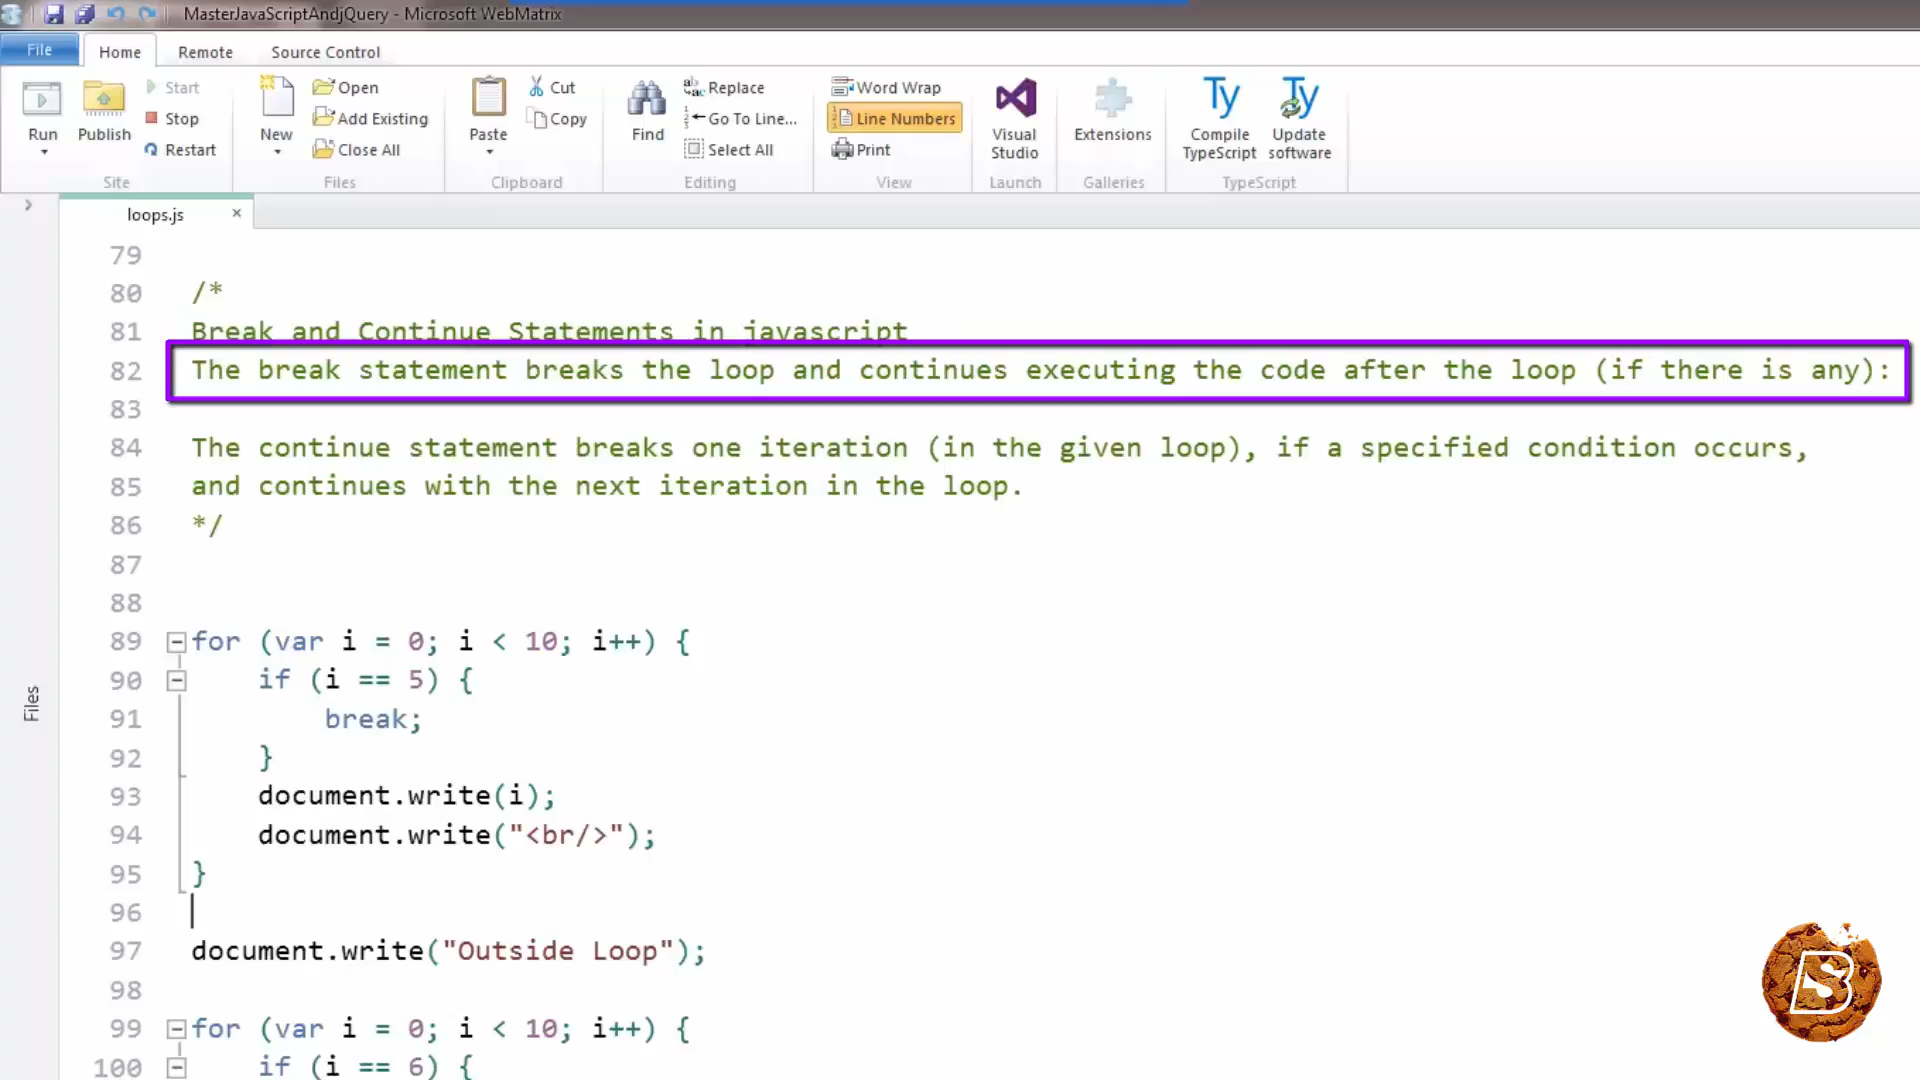 MasterJavaScriptAndjQuery - Microsoft WebMatrix
File Home Remote Source Control
Run
Publish
Start
Stop
Restart
Site
New
Open
Add Existing
Close All
Files
Paste
Cut
Copy
Clipboard
Find
Replace
Go To Line...
Select All
Editing
Word Wrap
Line Numbers
Print
View
Visual Studio
Launch
Extensions
Galleries
Compile TypeScript
Update software
TypeScript
loops.js
Files
79
80 /*
81 Break and Continue Statements in javascript
82 The break statement breaks the loop and continues executing the code after the loop (if there is any):
83
84 The continue statement breaks one iteration (in the given loop), if a specified condition occurs,
85 and continues with the next iteration in the loop.
86 */
87
88
89 for (var i = 0; i < 10; i++) {
90 if (i == 5) {
91 break;
92 }
93 document.write(i);
94 document.write("<br/>");
95 }
96
97 document.write("Outside Loop");
98
99 for (var i = 0; i < 10; i++) {
100 if (i == 6) {